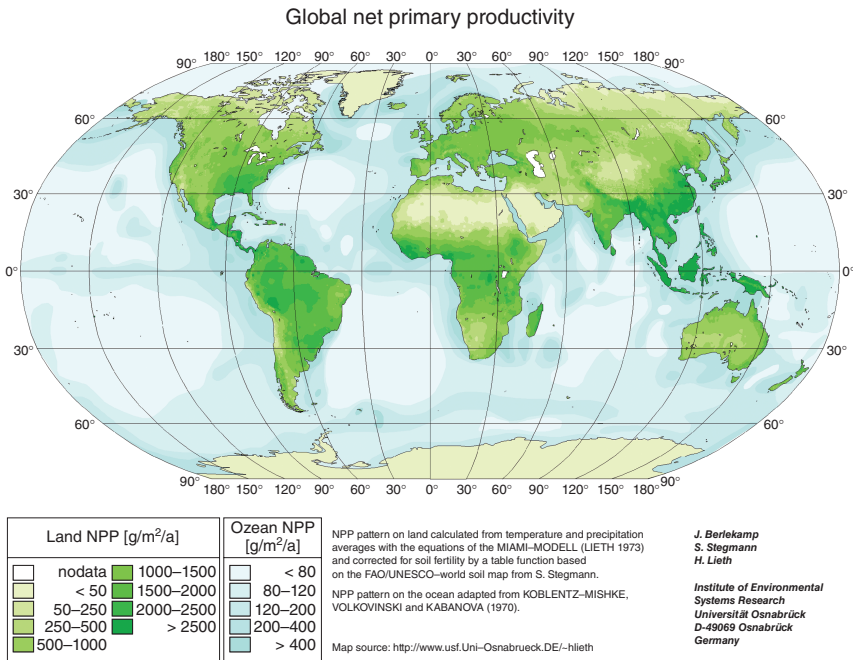 Global net primary productivity
180° 150° 120° 90° 60° 30° 0° 30° 60° 90° 120° 150° 180°
90° 90°
60° 60°
30° 30°
0° 0°
30° 30°
60° 60°
90° 90°
180° 150° 120° 90° 60° 30° 0° 30° 60° 90° 120° 150° 180°
Land NPP [g/m²/a]
nodata
< 50
50–250
250–500
500–1000
1000–1500
1500–2000
2000–2500
> 2500
Ozean NPP
[g/m²/a]
< 80
80–120
120–200
200–400
> 400
NPP pattern on land calculated from temperature and precipitation
averages with the equations of the MIAMI–MODELL (LIETH 1973)
and corrected for soil fertility by a table function based
on the FAO/UNESCO–world soil map from S. Stegmann.
NPP pattern on the ocean adapted from KOBLENTZ–MISHKE,
VOLKOVINSKI and KABANOVA (1970).
Map source: http://www.usf.Uni–Osnabrueck.DE/~hlieth
J. Berlekamp
S. Stegmann
H. Lieth
Institute of Environmental
Systems Research
Universität Osnabrück
D-49069 Osnabrück
Germany